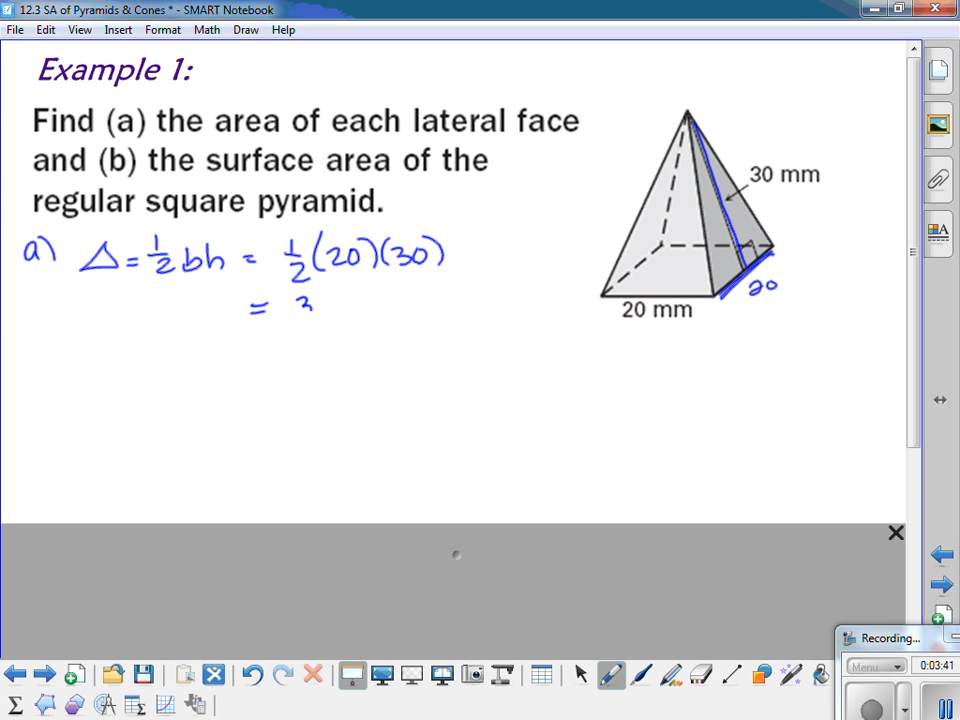 12.3 SA of Pyramids & Cones * - SMART Notebook
File Edit View Insert Format Math Draw Help
Example 1:
Find (a) the area of each lateral face
and (b) the surface area of the
regular square pyramid.
30 mm
20 mm
20
a) △ = 1/2 bh = 1/2 (20)(30)
= 3
Recording...
Menu
0:03:41